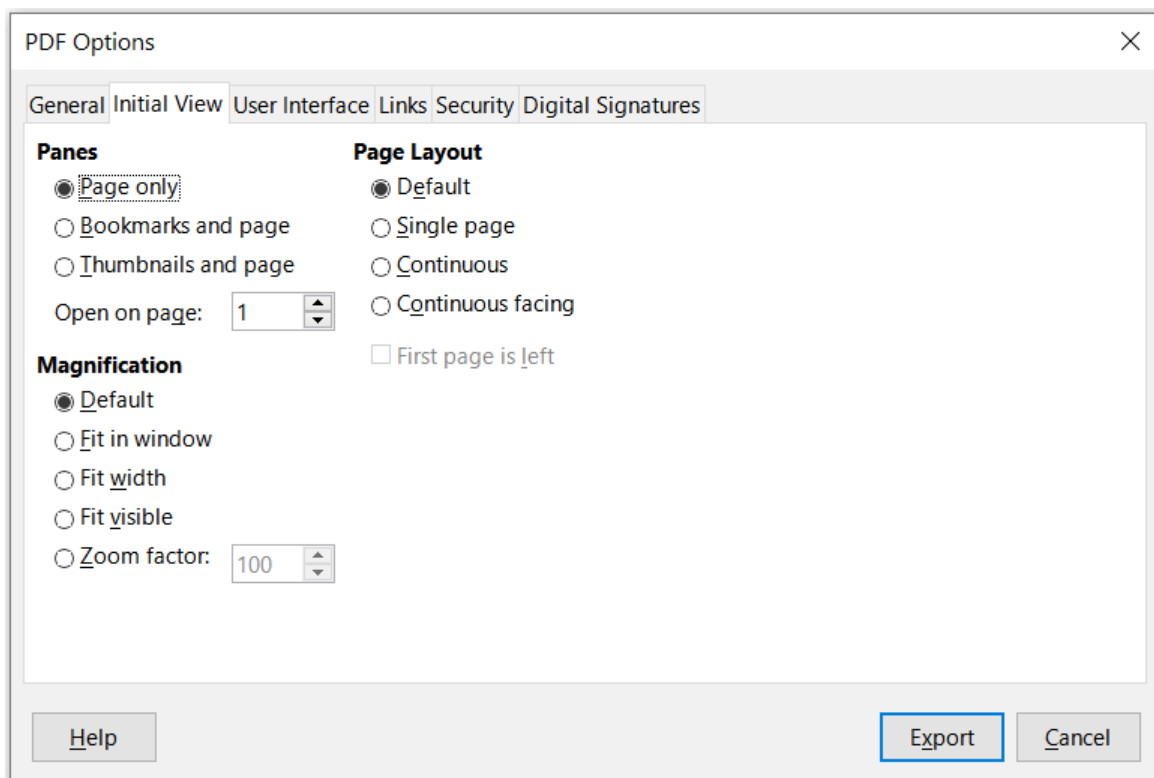 PDF Options
General Initial View User Interface Links Security Digital Signatures
Panes
Page only
Bookmarks and page
Thumbnails and page
Open on page: 1
Magnification
Default
Fit in window
Fit width
Fit visible
Zoom factor: 100
Page Layout
Default
Single page
Continuous
Continuous facing
First page is left
Help Export Cancel